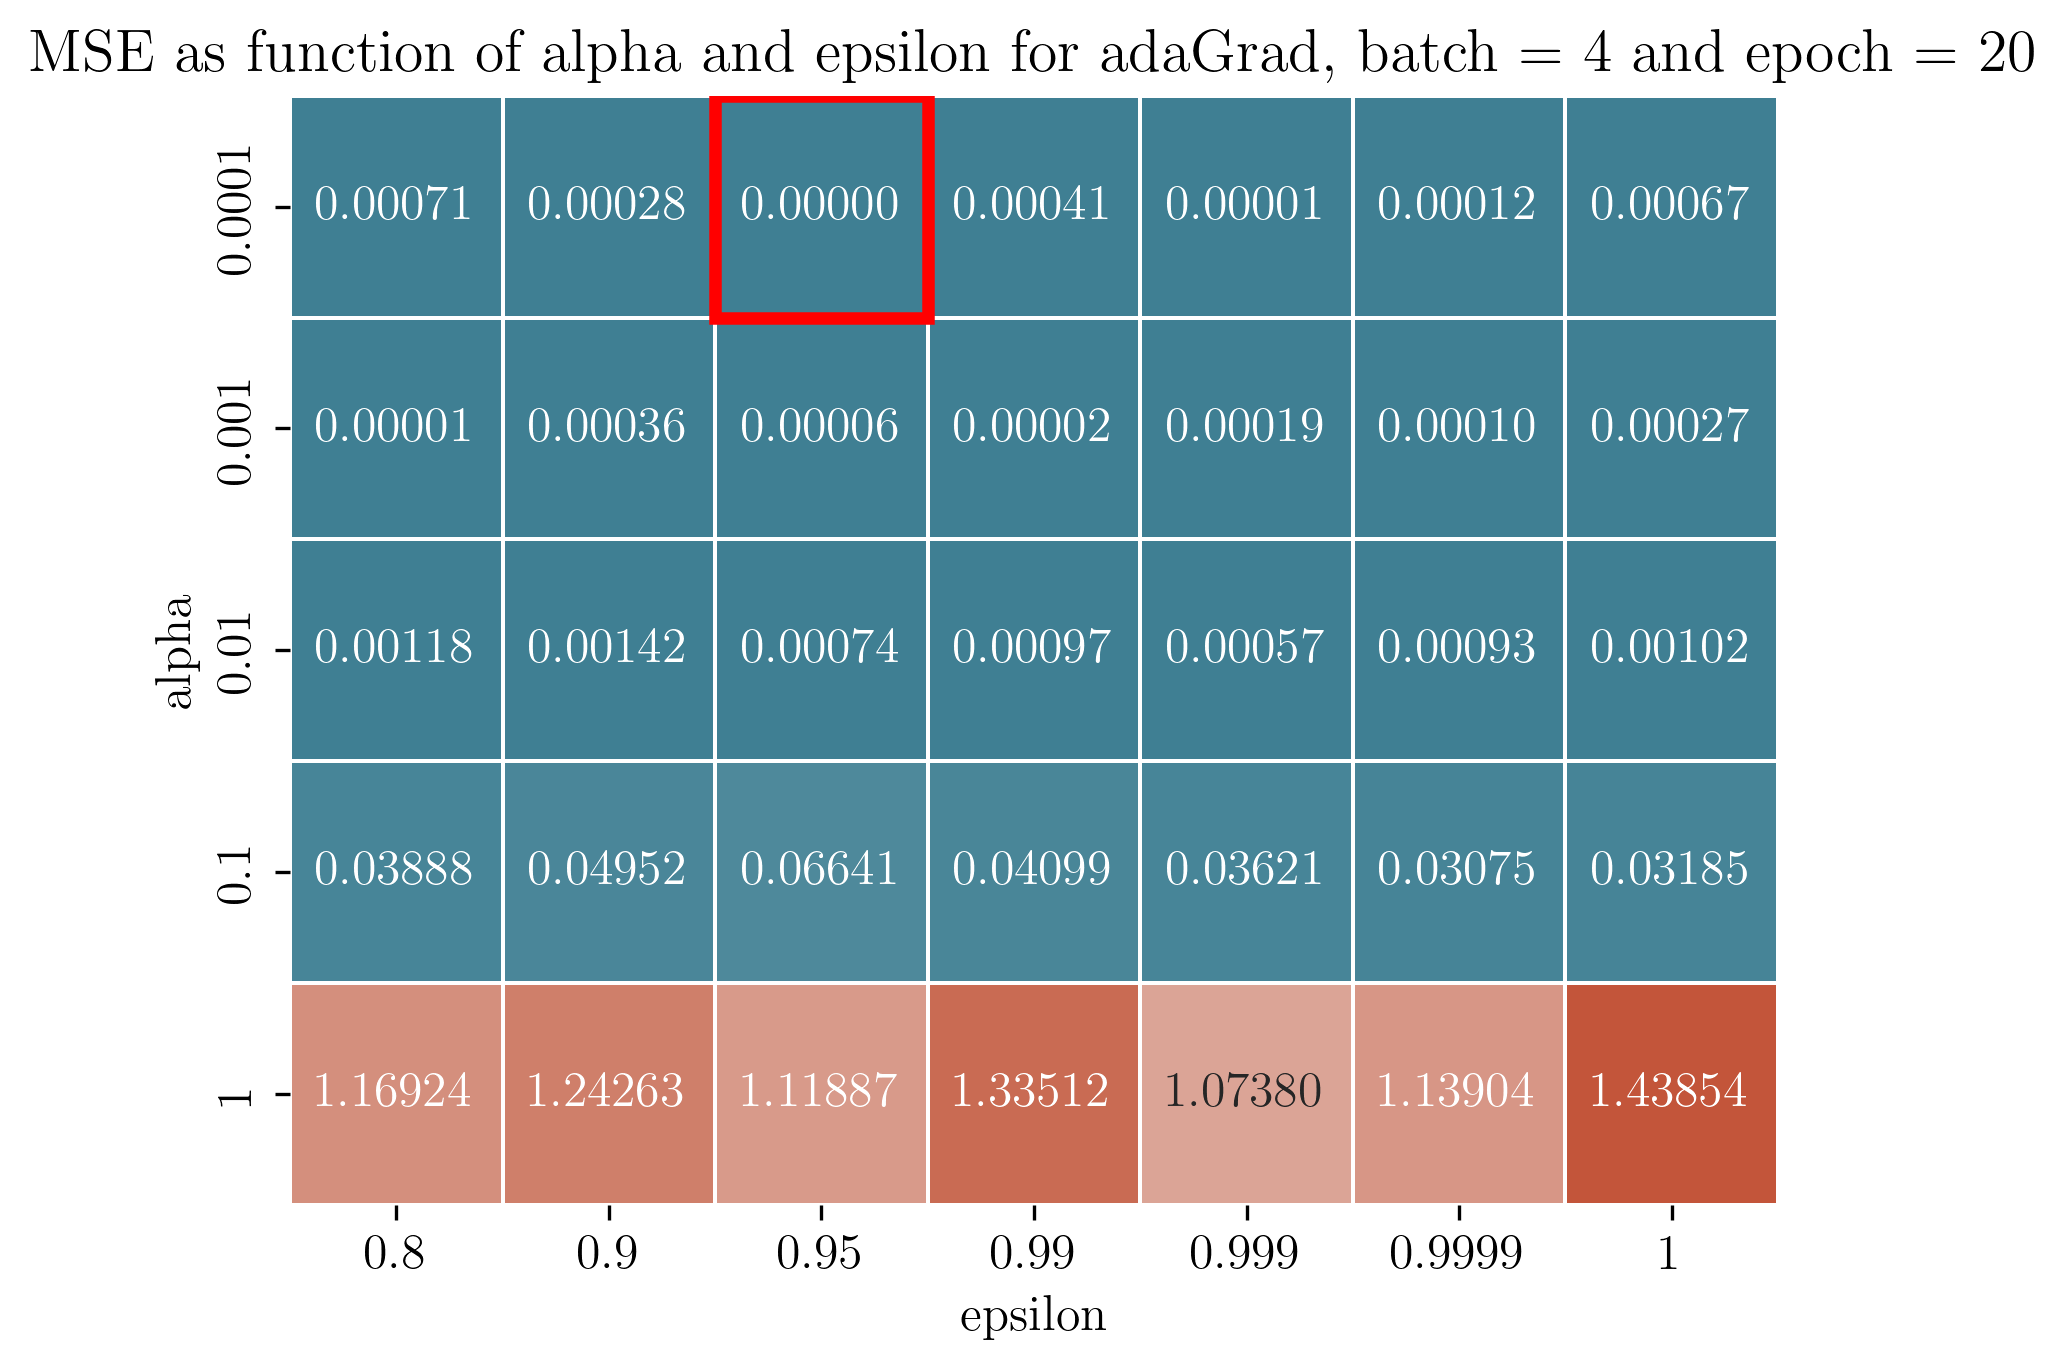 MSE as function of alpha and epsilon for adaGrad, batch = 4 and epoch = 20
alpha
0.0001 0.00071 0.00028 0.00000 0.00041 0.00001 0.00012 0.00067
0.001 0.00001 0.00036 0.00006 0.00002 0.00019 0.00010 0.00027
0.01 0.00118 0.00142 0.00074 0.00097 0.00057 0.00093 0.00102
0.1 0.03888 0.04952 0.06641 0.04099 0.03621 0.03075 0.03185
1 1.16924 1.24263 1.11887 1.33512 1.07380 1.13904 1.43854
0.8 0.9 0.95 0.99 0.999 0.9999 1
epsilon